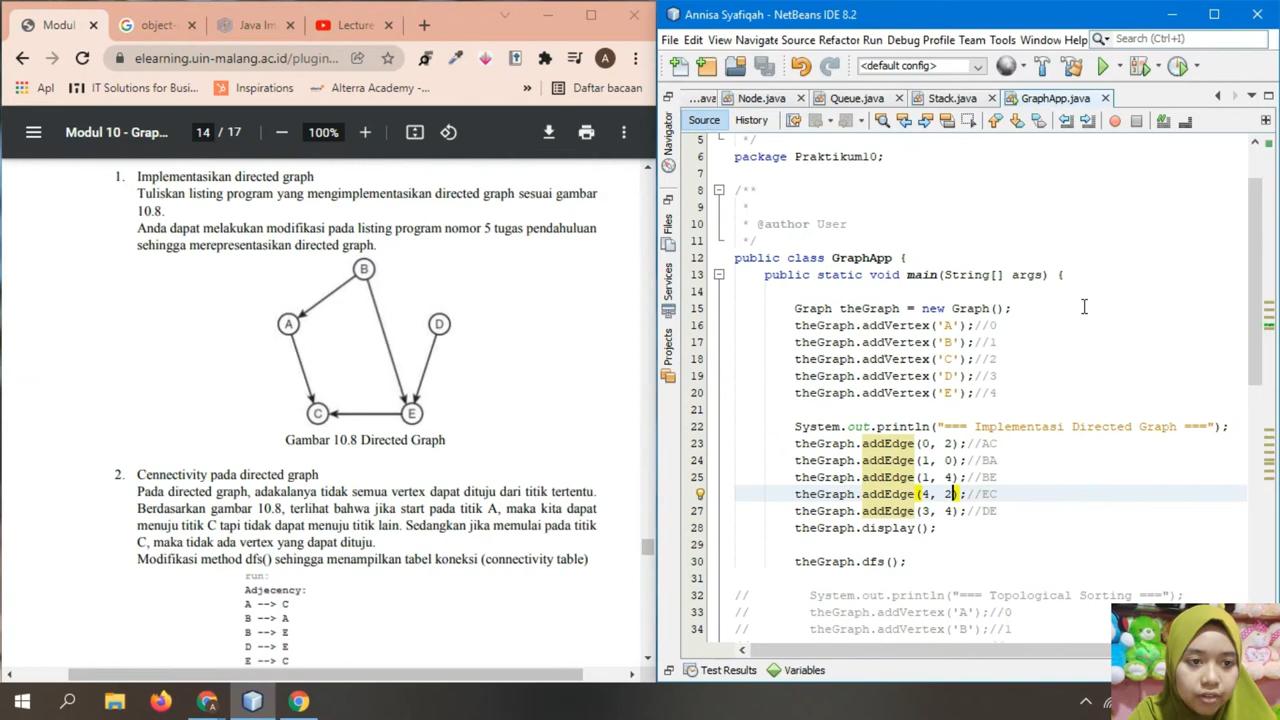 Modul
object-
Java Im
Lecture
elearning.uin-malang.ac.id/plugin...
A
Apl
IT Solutions for Busi...
Inspirations
Alterra Academy -...
»
Daftar bacaan
Modul 10 - Grap...
14 / 17
100%
1. Implementasikan directed graph
Tuliskan listing program yang mengimplementasikan directed graph sesuai gambar
10.8.
Anda dapat melakukan modifikasi pada listing program nomor 5 tugas pendahuluan
sehingga merepresentasikan directed graph.
B
A
D
C
E
Gambar 10.8 Directed Graph
2. Cennectivity pada directed graph
Pada directed graph, adakalanya tidak semua vertex dapat dituju dari titik tertentu.
Berdasarkan gambar 10.8, terlihat bahwa jika start pada titik A, maka kita dapat
menuju titik C tapi tidak dapat menuju titik lain. Sedangkan jika memulai pada titik
C, maka tidak ada vertex yang dapat dituju.
Modifikasi method dfs() sehingga menampilkan tabel koneksi (connectivity table)
run:
Adjecency:
A --> C
B --> A
B --> E
D --> E
E --> C
Annisa Syafiqah - NetBeans IDE 8.2
File Edit View Navigate Source Refactor Run Debug Profile Team Tools Window Help
Search (Ctrl+I)
<default config>
...ava
Node.java
Queue.java
Stack.java
GraphApp.java
Source
History
Navigator
Files
Services
Projects
5 */
6 package Praktikum10;
7
8 /**
9 *
10 * @author User
11 */
12 public class GraphApp {
13 public static void main(String[] args) {
14
15 Graph theGraph = new Graph();
16 theGraph.addVertex('A');//0
17 theGraph.addVertex('B');//1
18 theGraph.addVertex('C');//2
19 theGraph.addVertex('D');//3
20 theGraph.addVertex('E');//4
21
22 System.out.println("=== Implementasi Directed Graph ===");
23 theGraph.addEdge(0, 2);//AC
24 theGraph.addEdge(1, 0);//BA
25 theGraph.addEdge(1, 4);//BE
theGraph.addEdge(4, 2);//EC
27 theGraph.addEdge(3, 4);//DE
28 theGraph.display();
29
30 theGraph.dfs();
31
32 // System.out.println("=== Topological Sorting ===");
33 // theGraph.addVertex('A');//0
34 // theGraph.addVertex('B');//1
Test Results
Variables